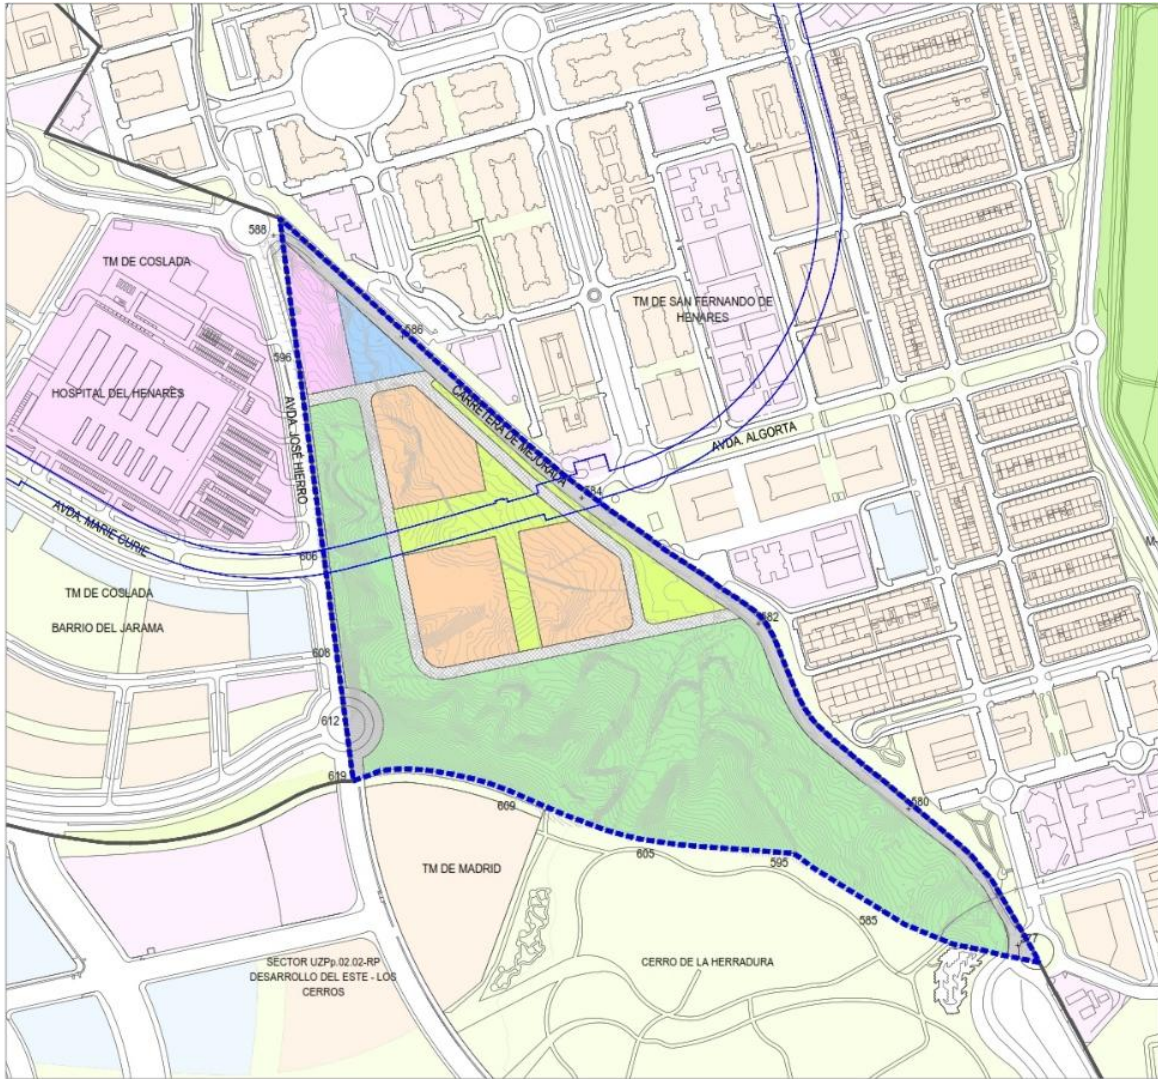 588
TM DE COSLADA
586
TM DE SAN FERNANDO DE
HENARES
596
HOSPITAL DEL HENARES
AVDA. JOSÉ HIERRO
CARRETERA DE MEJORADA
AVDA. ALGORTA
584
AVDA. MARIE CURIE
606
TM DE COSLADA
BARRIO DEL JARAMA
582
608
612
619
609
580
605
595
TM DE MADRID
585
577
SECTOR UZPp.02.02-RP
DESARROLLO DEL ESTE - LOS
CERROS
CERRO DE LA HERRADURA